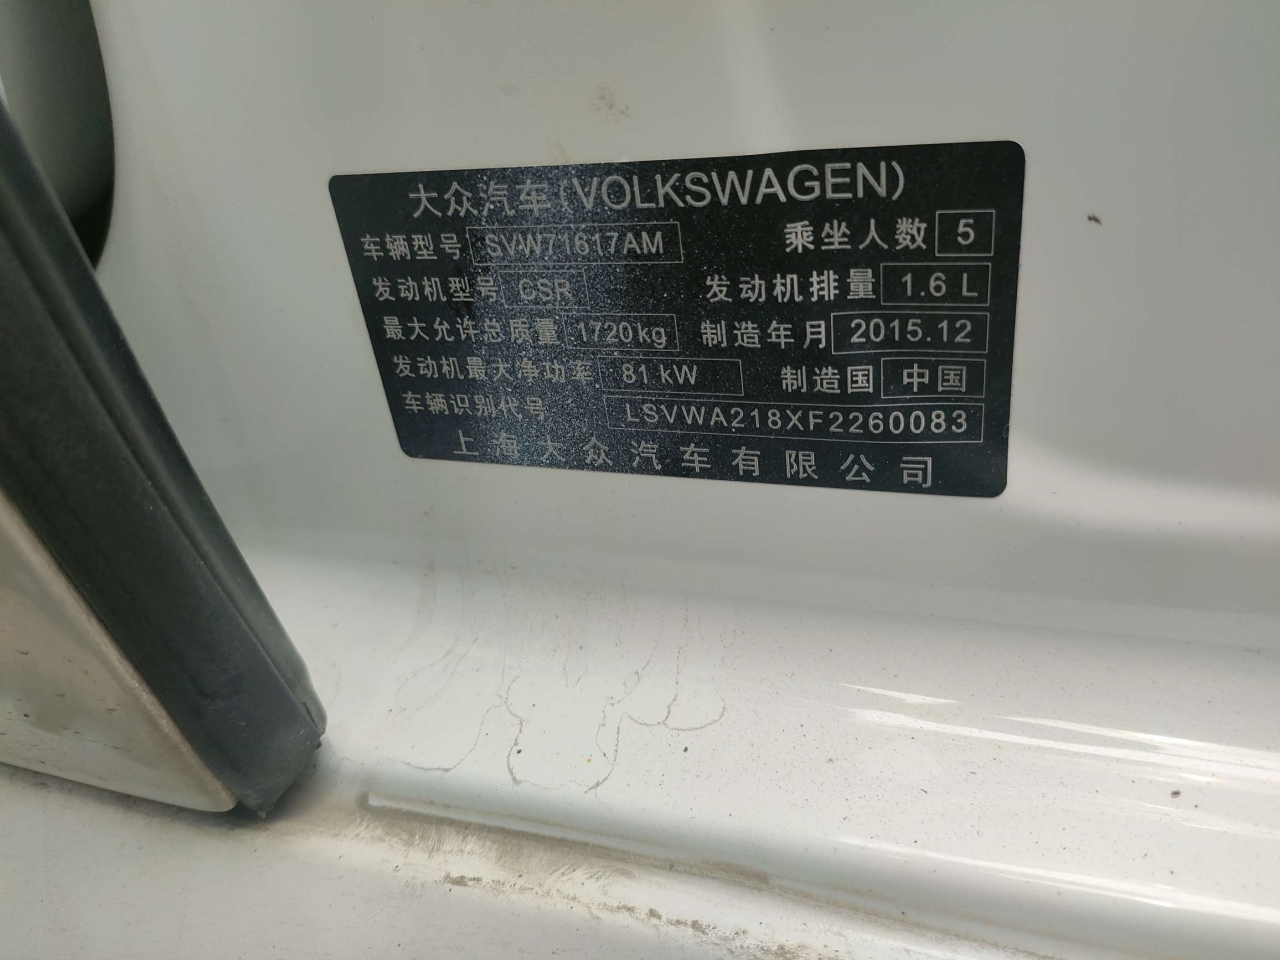 大众汽车(VOLKSWAGEN)
车辆型号 SVW71617AM 乘坐人数 5
发动机型号 CSR 发动机排量 1.6 L
最大允许总质量 1720kg 制造年月 2015.12
发动机最大净功率 81 kW 制造国 中国
车辆识别代号 LSVWA218XF2260083
上海大众汽车有限公司